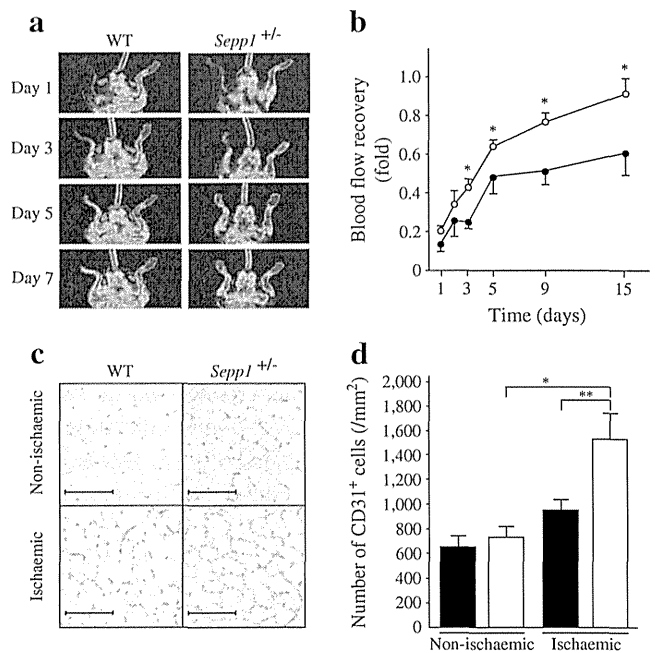 a
WT Sepp1 +/-
Day 1
Day 3
Day 5
Day 7
b
Blood flow recovery
(fold)
1.0
0.8
0.6
0.4
0.2
0
* * * *
1 3 5 9 15
Time (days)
c
WT Sepp1 +/-
Non-ischaemic
Ischaemic
d
Number of CD31+ cells (/mm2)
2,000
1,800
1,600
1,400
1,200
1,000
800
600
400
200
0
*
**
Non-ischaemic Ischaemic